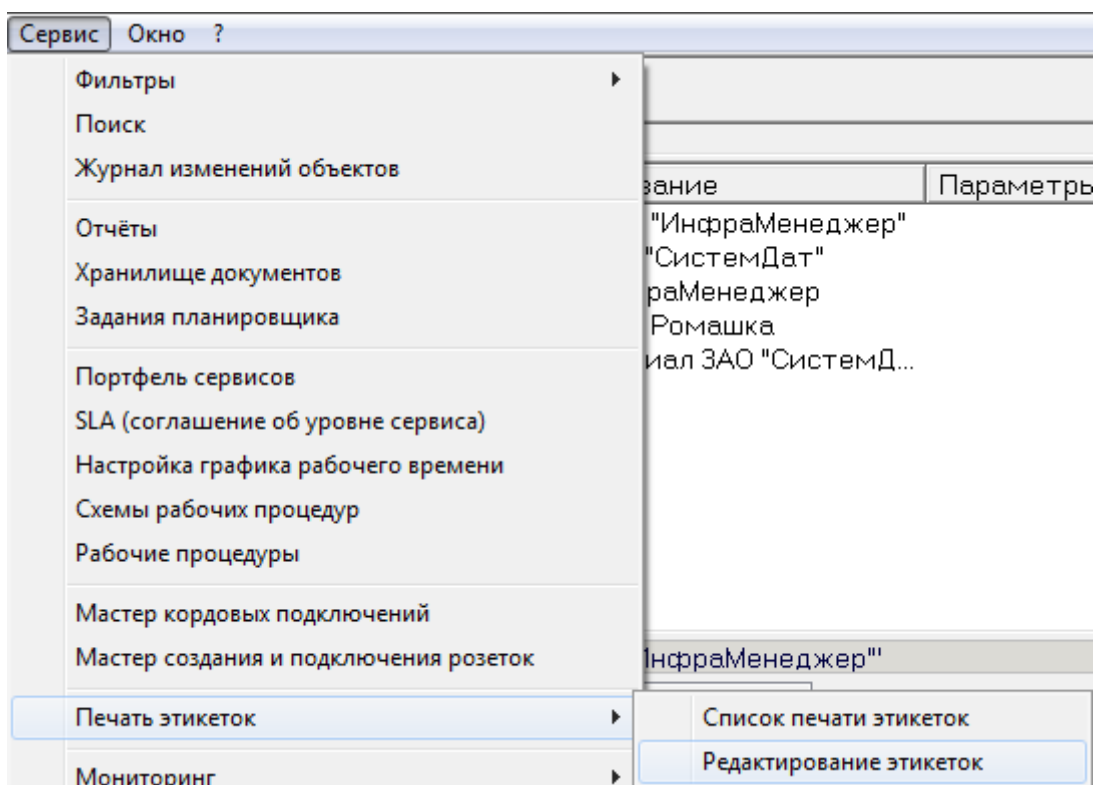 Сервис Окно ?
Фильтры
Поиск
Журнал изменений объектов
Отчёты
Хранилище документов
Задания планировщика
Портфель сервисов
SLA (соглашение об уровне сервиса)
Настройка графика рабочего времени
Схемы рабочих процедур
Рабочие процедуры
Мастер кордовых подключений
Мастер создания и подключения розеток
Печать этикеток
Мониторинг
Список печати этикеток
Редактирование этикеток
вание Параметры
"ИнфраМенеджер"
"СистемДат"
раМенеджер
Ромашка
иал ЗАО "СистемД...
ИнфраМенеджер"'